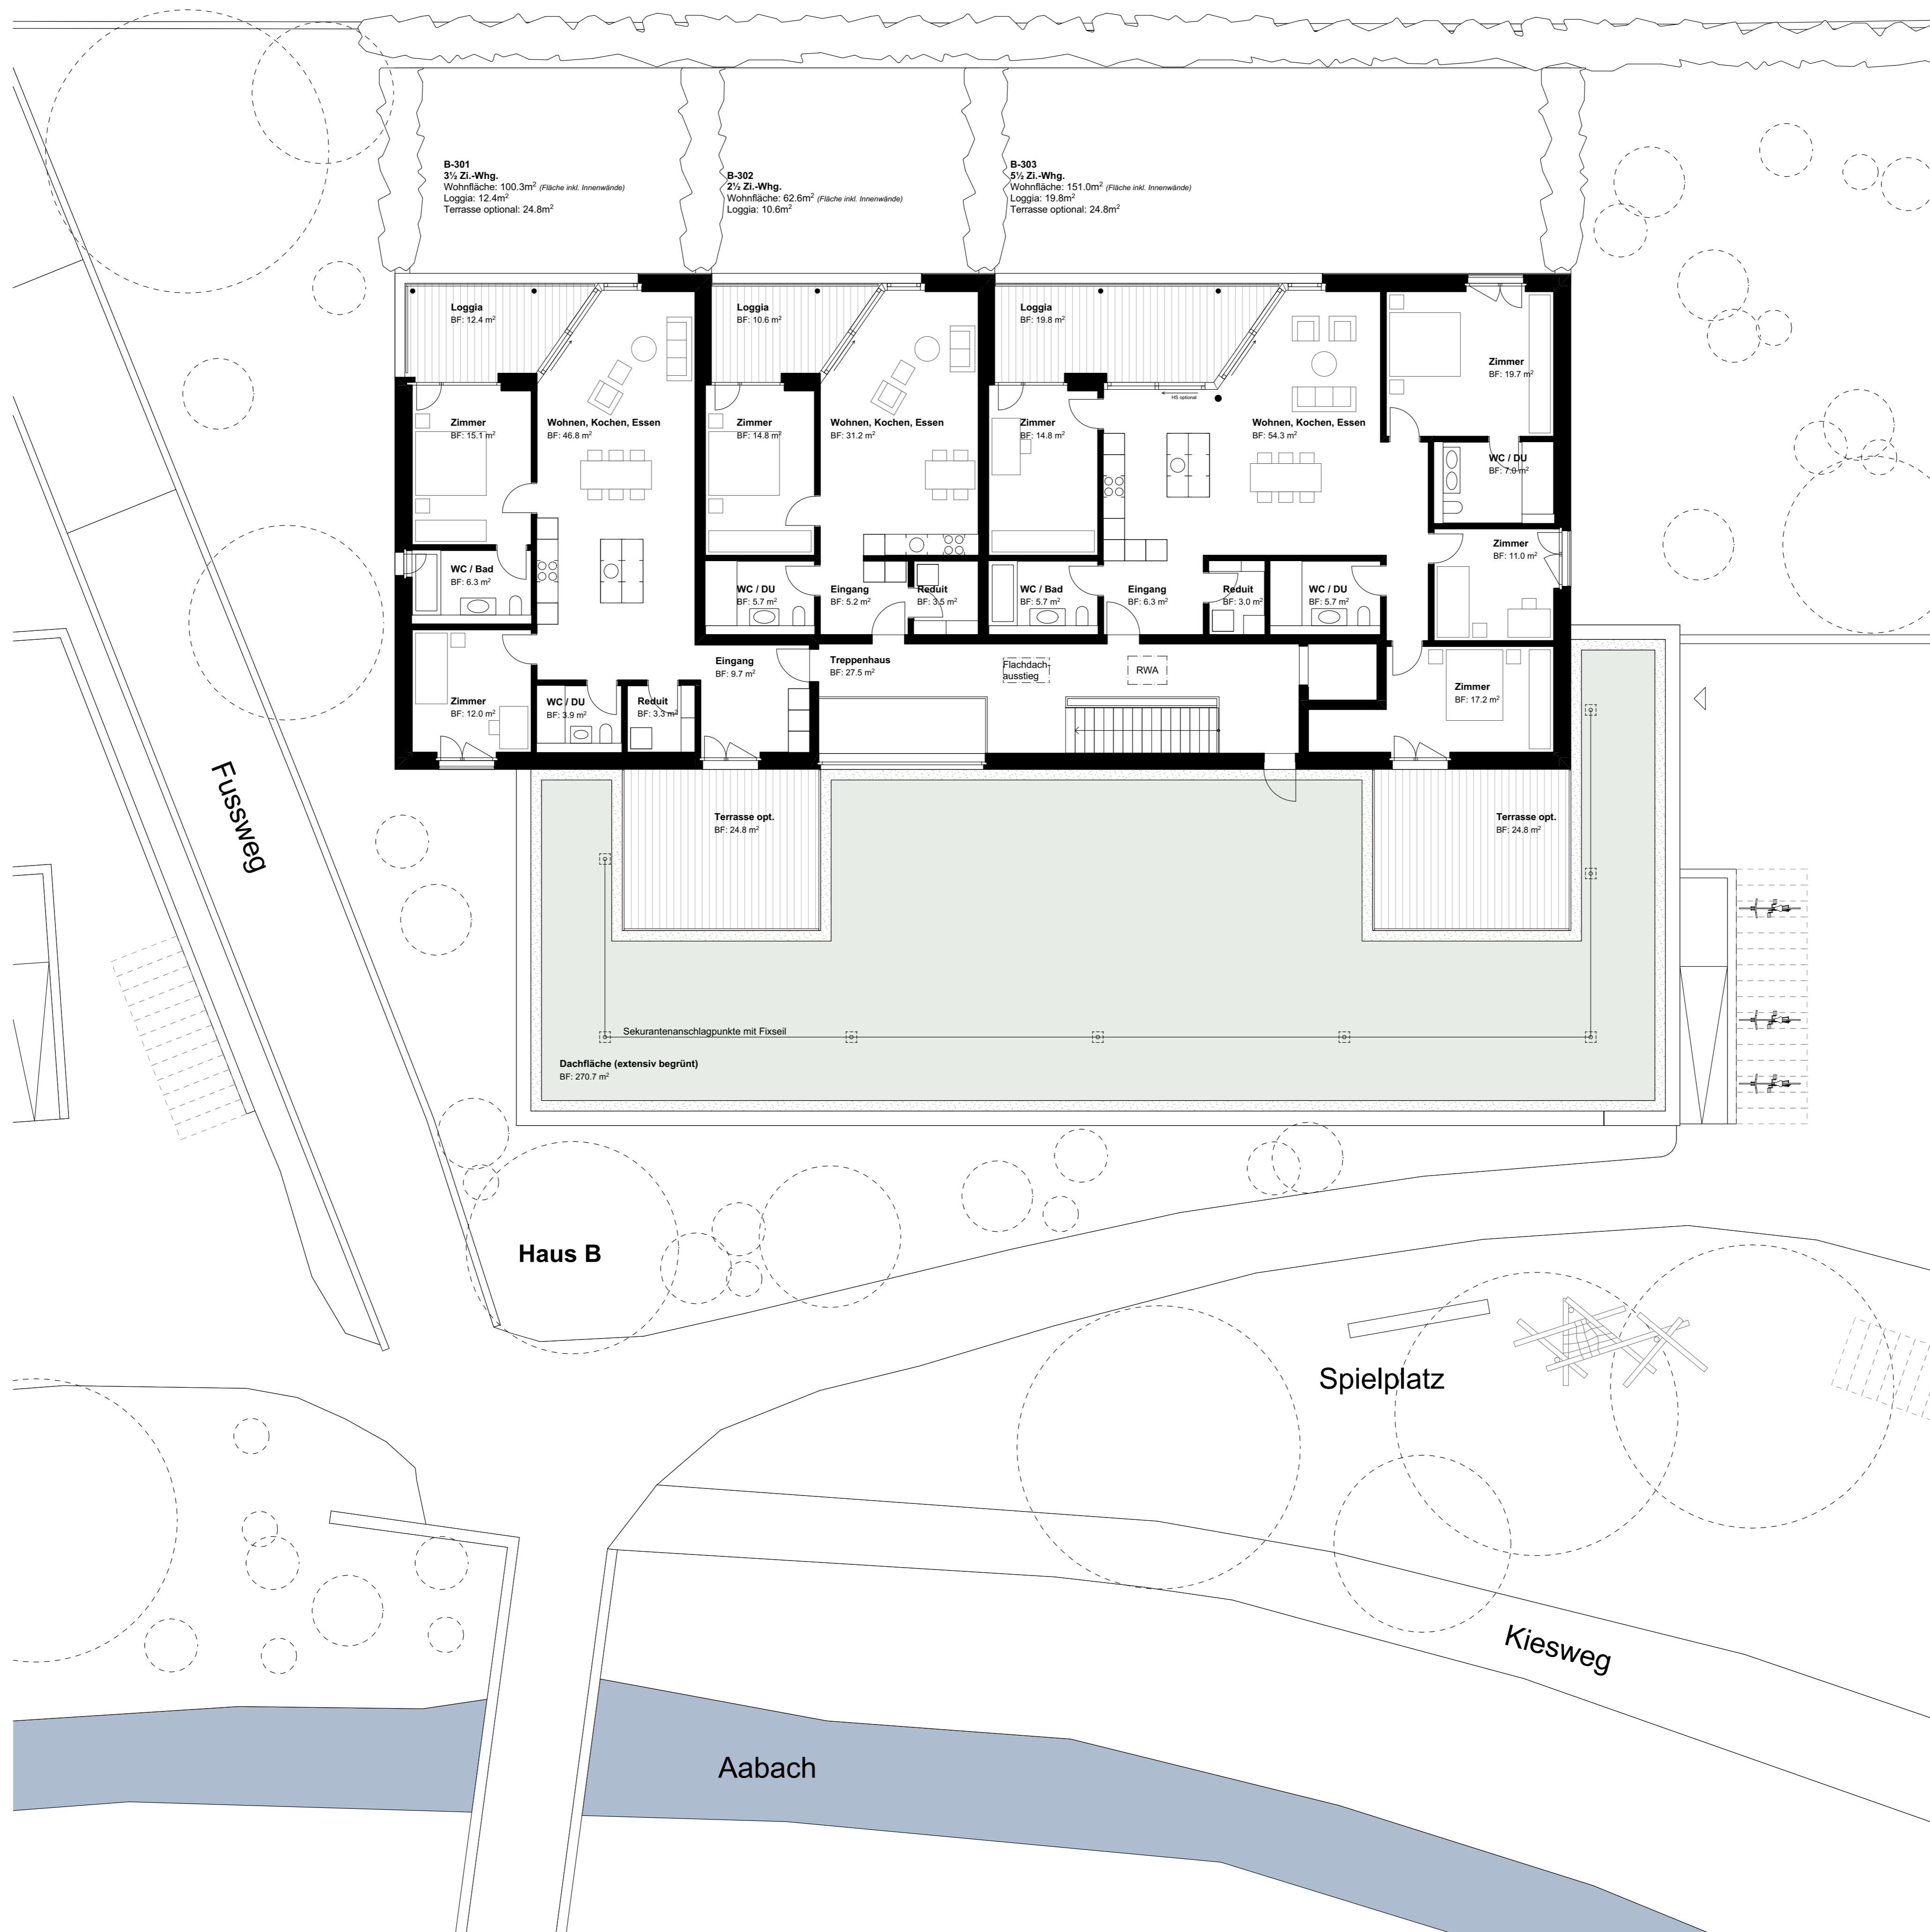 B-301
3½ Zi.-Whg.
Wohnfläche: 100.3m² (Fläche inkl. Innenwände)
Loggia: 12.4m²
Terrasse optional: 24.8m²
B-302
2½ Zi.-Whg.
Wohnfläche: 62.6m² (Fläche inkl. Innenwände)
Loggia: 10.6m²
B-303
5½ Zi.-Whg.
Wohnfläche: 151.0m² (Fläche inkl. Innenwände)
Loggia: 19.8m²
Terrasse optional: 24.8m²
Loggia
BF: 12.4 m²
Loggia
BF: 10.6 m²
Loggia
BF: 19.8 m²
Zimmer
BF: 19.7 m²
HS optional
Zimmer
BF: 15.1 m²
Wohnen, Kochen, Essen
BF: 46.8 m²
Zimmer
BF: 14.8 m²
Wohnen, Kochen, Essen
BF: 31.2 m²
Zimmer
BF: 14.8 m²
Wohnen, Kochen, Essen
BF: 54.3 m²
WC / DU
BF: 7.0 m²
Zimmer
BF: 11.0 m²
WC / Bad
BF: 6.3 m²
WC / DU
BF: 5.7 m²
Eingang
BF: 5.2 m²
Reduit
BF: 3.5 m²
WC / Bad
BF: 5.7 m²
Eingang
BF: 6.3 m²
Reduit
BF: 3.0 m²
WC / DU
BF: 5.7 m²
Eingang
BF: 9.7 m²
Treppenhaus
BF: 27.5 m²
Flachdach-
ausstieg
RWA
Zimmer
BF: 17.2 m²
Zimmer
BF: 12.0 m²
WC / DU
BF: 3.9 m²
Reduit
BF: 3.3 m²
Terrasse opt.
BF: 24.8 m²
Terrasse opt.
BF: 24.8 m²
Fussweg
Sekurantenanschlagpunkte mit Fixseil
Dachfläche (extensiv begrünt)
BF: 270.7 m²
Haus B
Spielplatz
Kiesweg
Aabach